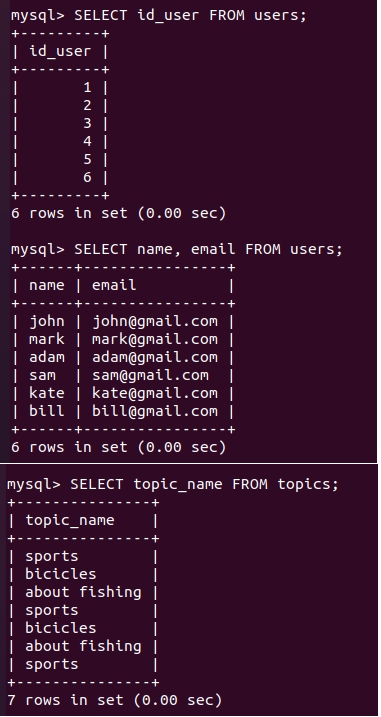 mysql> SELECT id_user FROM users;
+---------+
| id_user |
+---------+
|       1 |
|       2 |
|       3 |
|       4 |
|       5 |
|       6 |
+---------+
6 rows in set (0.00 sec)
mysql> SELECT name, email FROM users;
+------+----------------+
| name | email          |
+------+----------------+
| john | john@gmail.com |
| mark | mark@gmail.com |
| adam | adam@gmail.com |
| sam  | sam@gmail.com  |
| kate | kate@gmail.com |
| bill | bill@gmail.com |
+------+----------------+
6 rows in set (0.00 sec)
mysql> SELECT topic_name FROM topics;
+---------------+
| topic_name    |
+---------------+
| sports        |
| bicicles      |
| about fishing |
| sports        |
| bicicles      |
| about fishing |
| sports        |
+---------------+
7 rows in set (0.00 sec)